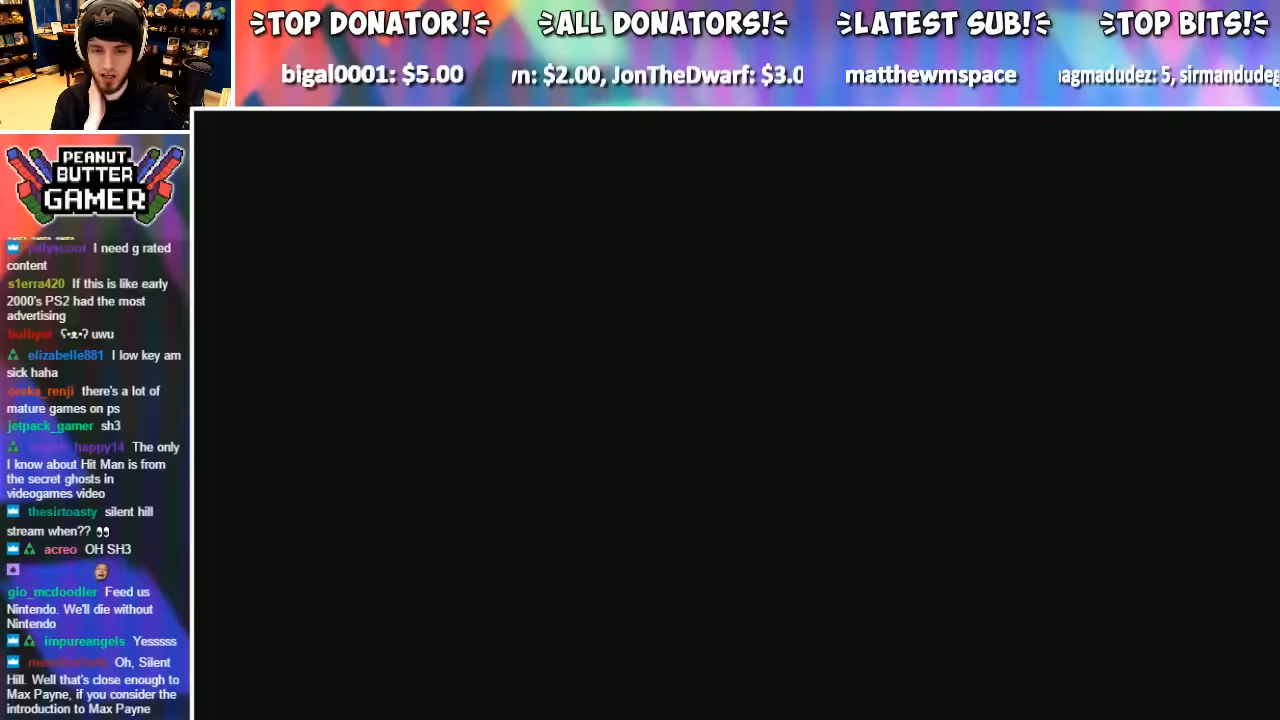 TOP DONATOR!
ALL DONATORS!
LATEST SUB!
TOP BITS!
bigal0001: $5.00
n: $2.00, JonTheDwarf: $3.0
matthewmspace
agmadudez: 5, sirmandudeg
PEANUT
BUTTER
GAMER
I need g rated
content
s1erra420 If this is like early
2000's PS2 had the most
advertising
ʕ•ᴥ•ʔ uwu
elizabelle881 I low key am
sick haha
oreka_renji there's a lot of
mature games on ps
jetpack_gamer sh3
happy14 The only
I know about Hit Man is from
the secret ghosts in
videogames video
thesirtoasty silent hill
stream when??
acreo OH SH3
gio_mcdoodler Feed us
Nintendo. We'll die without
Nintendo
impureangels Yesssss
Oh, Silent
Hill. Well that's close enough to
Max Payne, if you consider the
introduction to Max Payne